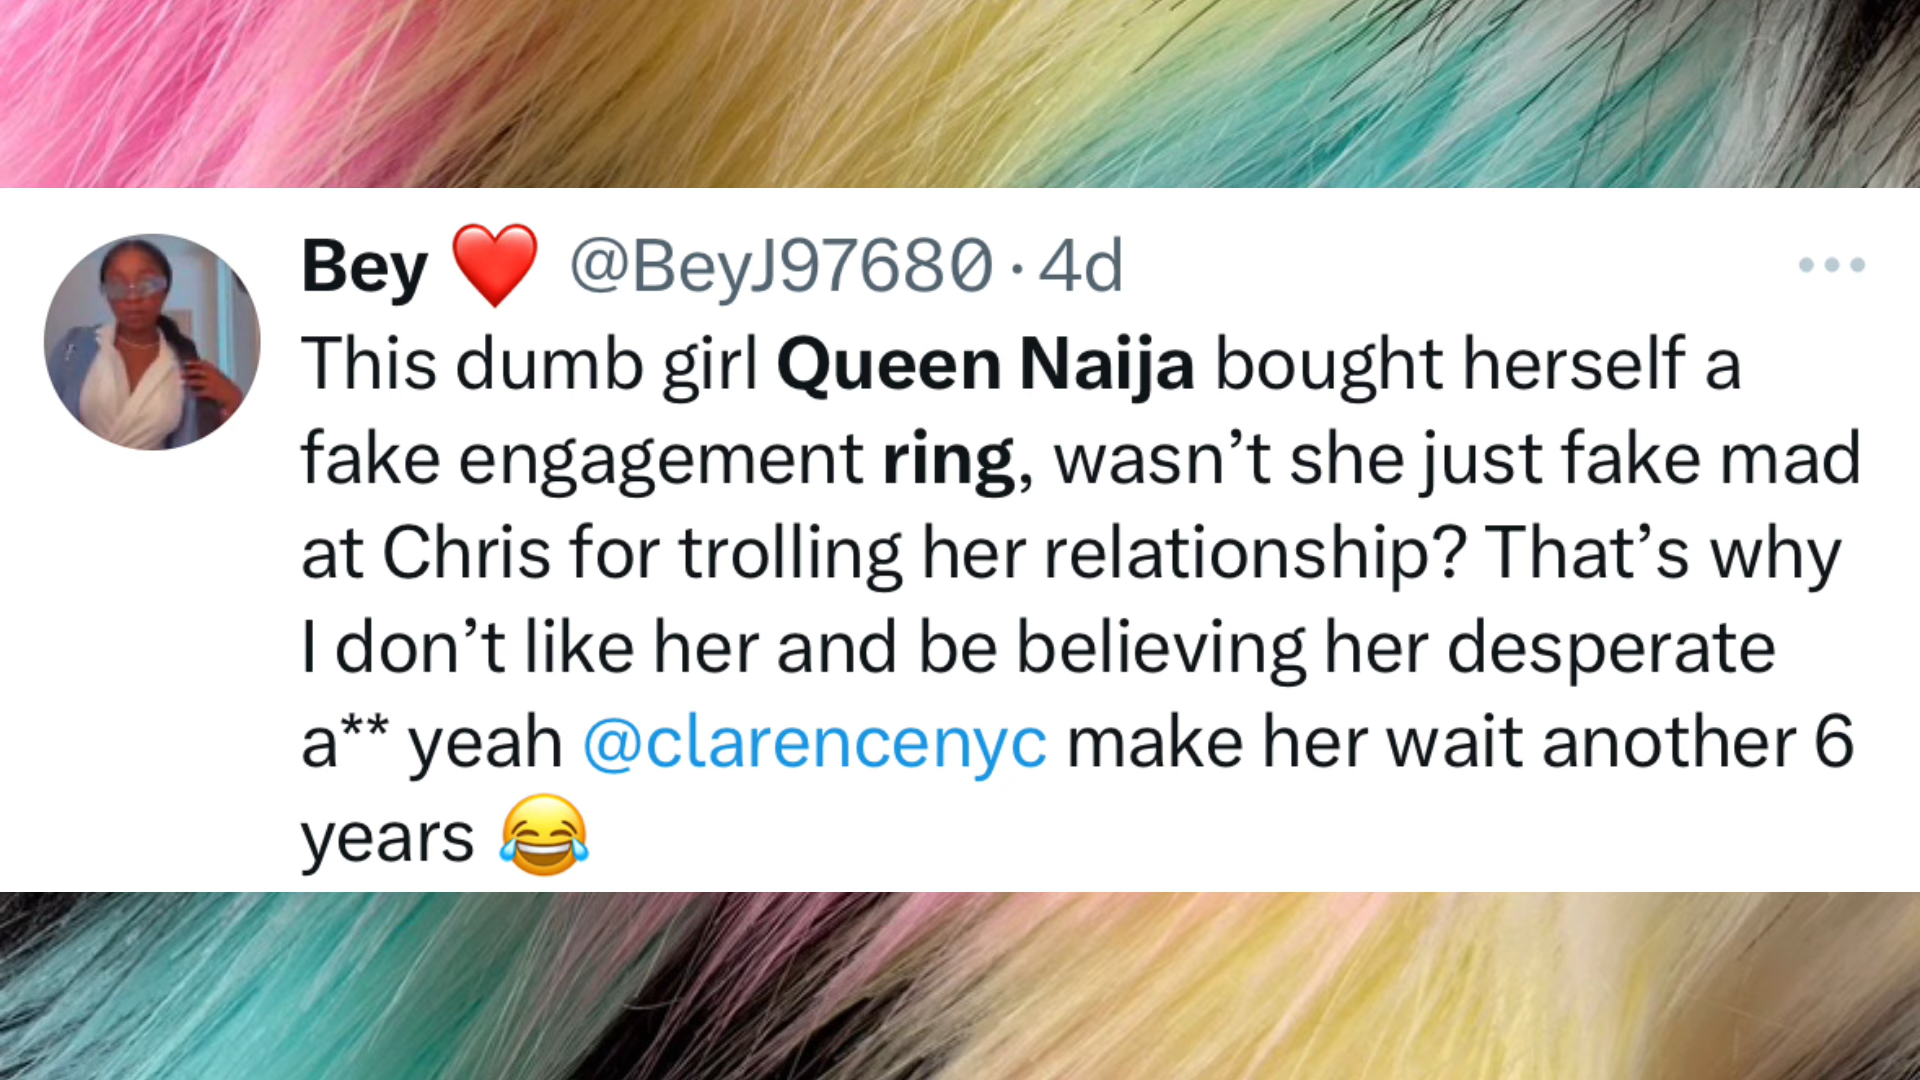 Bey ❤️ @BeyJ97680 · 4d
This dumb girl Queen Naija bought herself a
fake engagement ring, wasn’t she just fake mad
at Chris for trolling her relationship? That’s why
I don’t like her and be believing her desperate
a** yeah @clarencenyc make her wait another 6
years 😂